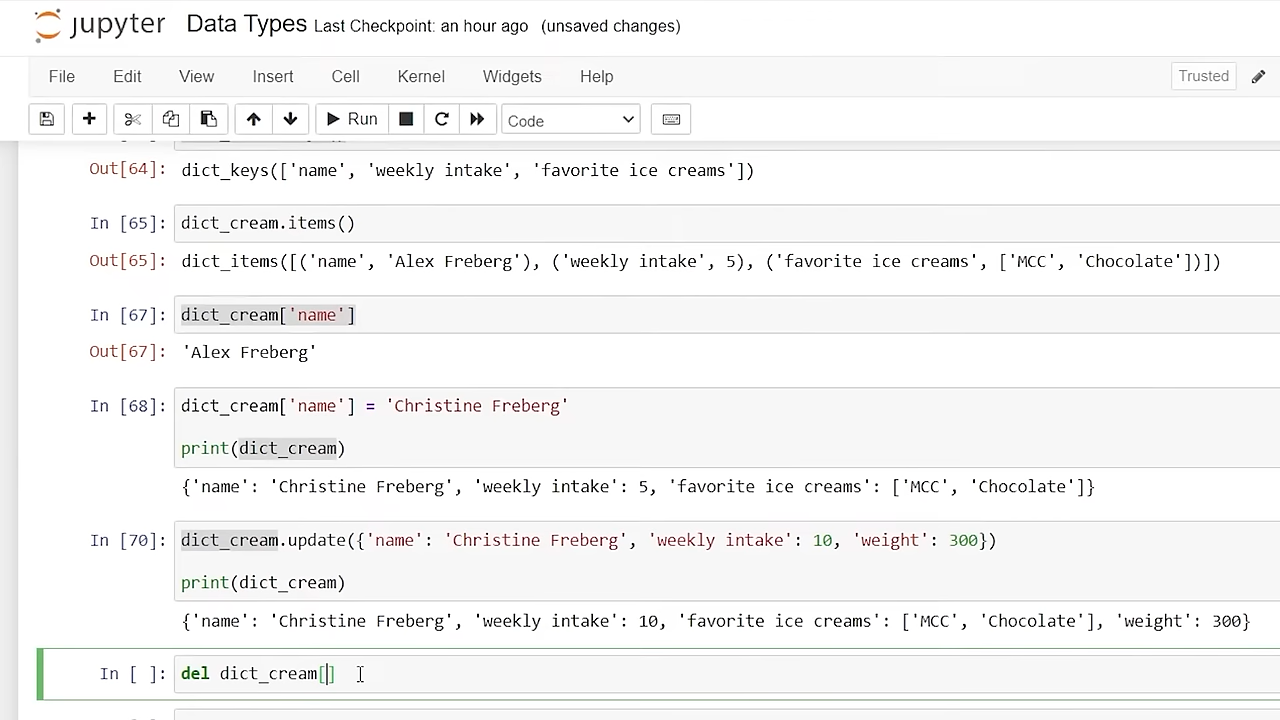 jupyter Data Types Last Checkpoint: an hour ago (unsaved changes)
File Edit View Insert Cell Kernel Widgets Help Trusted
Run Code
Out[64]: dict_keys(['name', 'weekly intake', 'favorite ice creams'])
In [65]: dict_cream.items()
Out[65]: dict_items([('name', 'Alex Freberg'), ('weekly intake', 5), ('favorite ice creams', ['MCC', 'Chocolate'])])
In [67]: dict_cream['name']
Out[67]: 'Alex Freberg'
In [68]: dict_cream['name'] = 'Christine Freberg'
print(dict_cream)
{'name': 'Christine Freberg', 'weekly intake': 5, 'favorite ice creams': ['MCC', 'Chocolate']}
In [70]: dict_cream.update({'name': 'Christine Freberg', 'weekly intake': 10, 'weight': 300})
print(dict_cream)
{'name': 'Christine Freberg', 'weekly intake': 10, 'favorite ice creams': ['MCC', 'Chocolate'], 'weight': 300}
In [ ]: del dict_cream[]